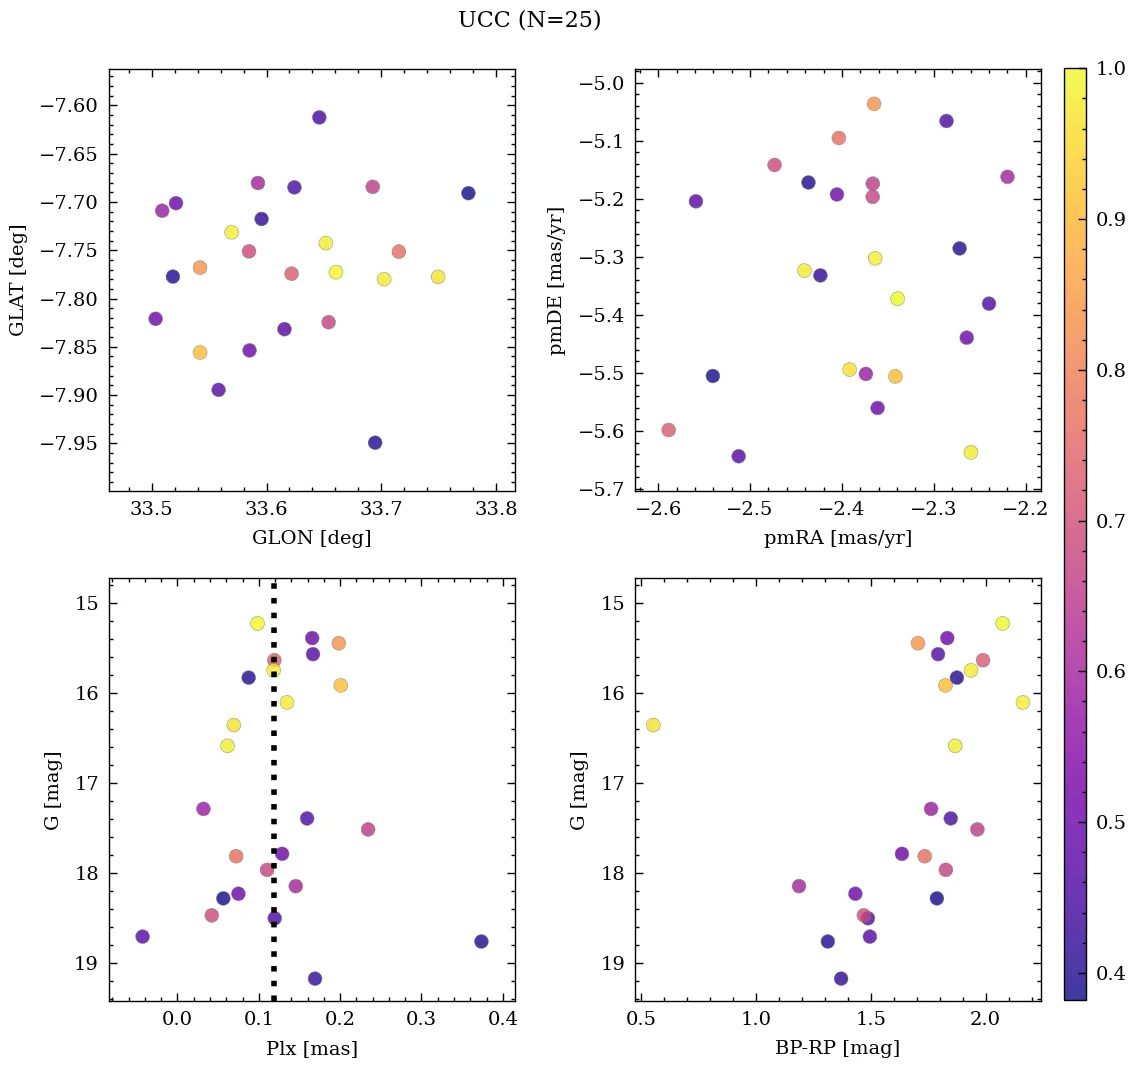 UCC (N=25)
−7.60
−7.65
−7.70
−7.75
−7.80
−7.85
−7.90
−7.95
GLAT [deg]
33.5 33.6 33.7 33.8
GLON [deg]
−5.0
−5.1
−5.2
−5.3
−5.4
−5.5
−5.6
−5.7
pmDE [mas/yr]
−2.6 −2.5 −2.4 −2.3 −2.2
pmRA [mas/yr]
15
16
17
18
19
G [mag]
0.0 0.1 0.2 0.3 0.4
Plx [mas]
15
16
17
18
19
G [mag]
0.5 1.0 1.5 2.0
BP-RP [mag]
1.0
0.9
0.8
0.7
0.6
0.5
0.4